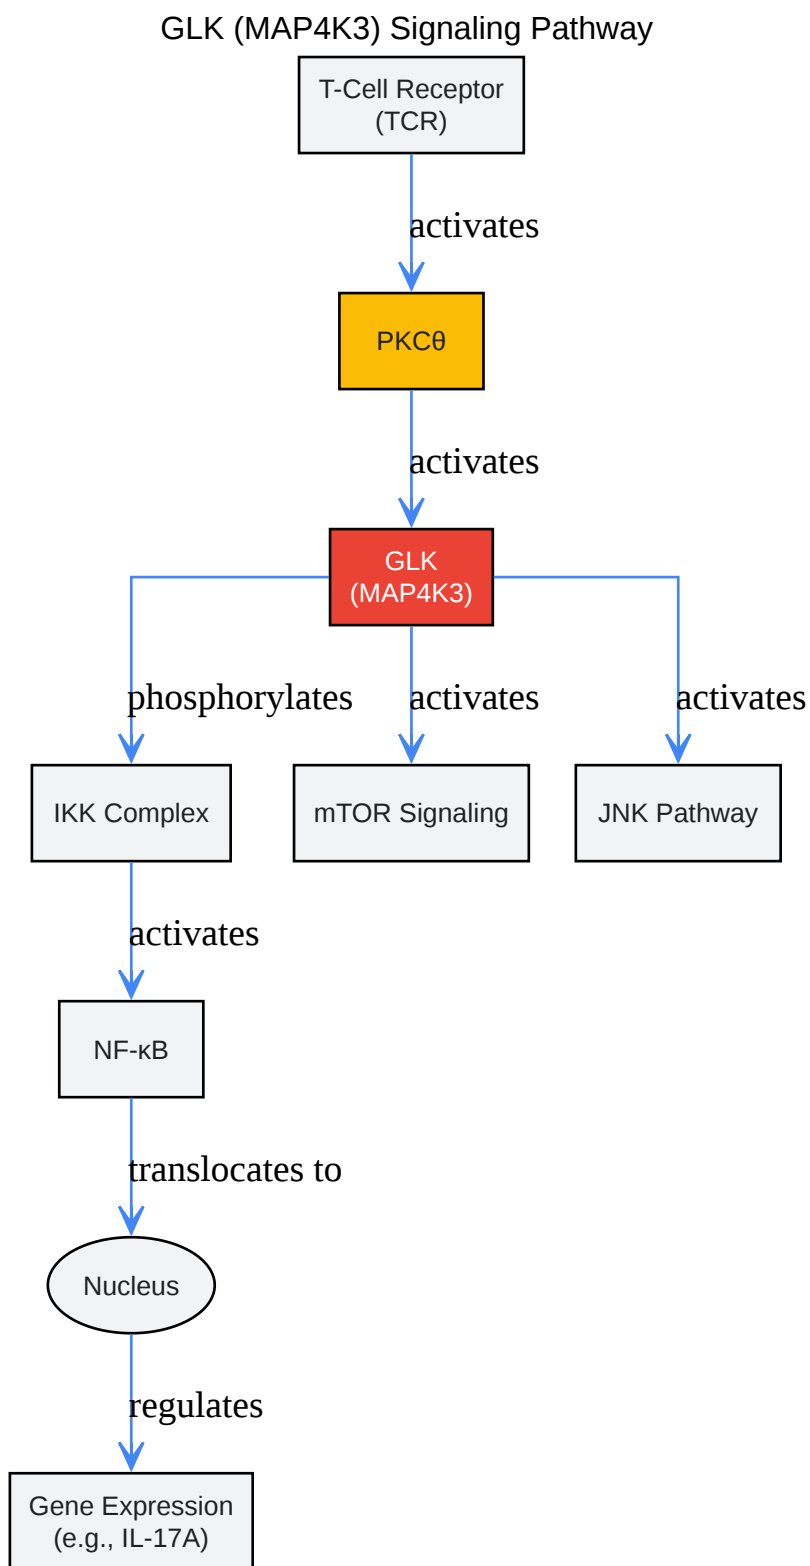 GLK (MAP4K3) Signaling Pathway
T-Cell Receptor
(TCR)
activates
PKCθ
activates
GLK
(MAP4K3)
phosphorylates
activates
activates
IKK Complex
mTOR Signaling
JNK Pathway
activates
NF-κB
translocates to
Nucleus
regulates
Gene Expression
(e.g., IL-17A)